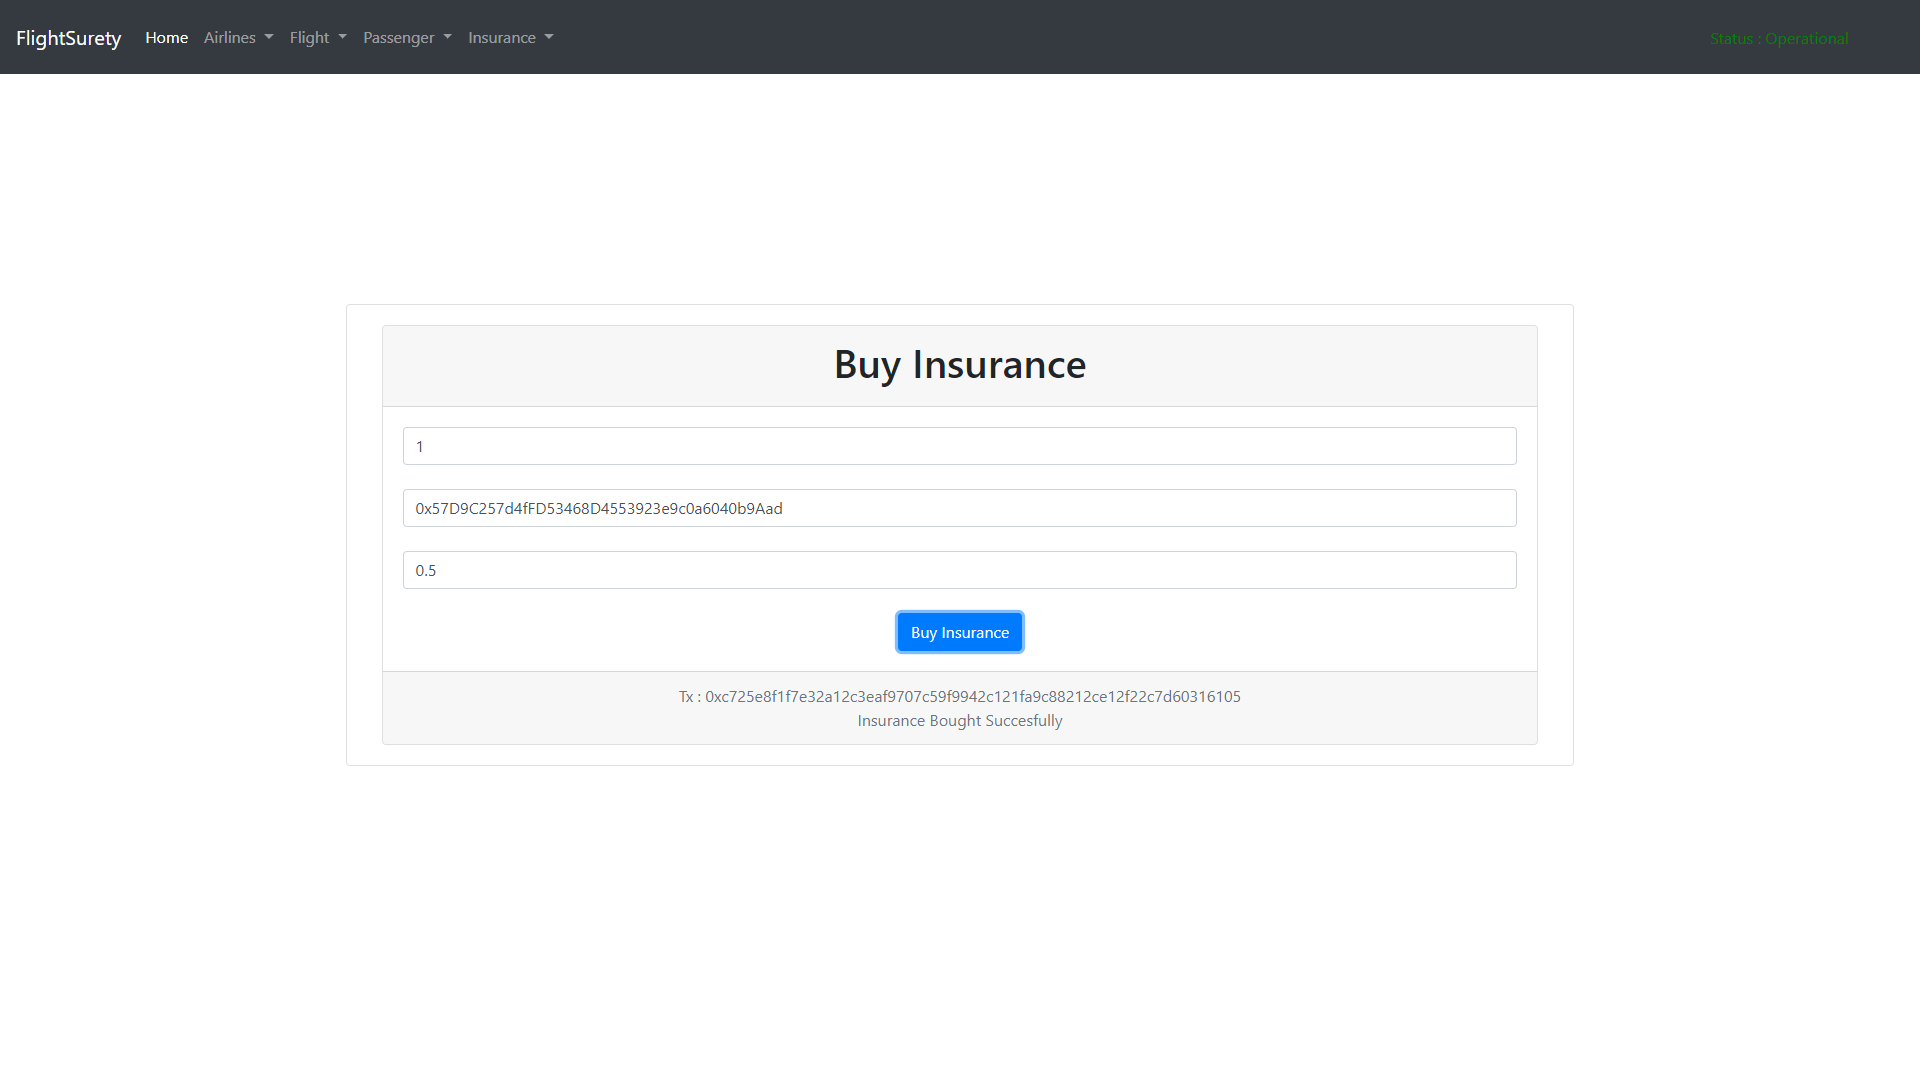 FlightSurety Home Airlines Flight Passenger Insurance Status : Operational
Buy Insurance
1
0x57D9C257d4fFD53468D4553923e9c0a6040b9Aad
0.5
Buy Insurance
Tx : 0xc725e8f1f7e32a12c3eaf9707c59f9942c121fa9c88212ce12f22c7d60316105
Insurance Bought Succesfully